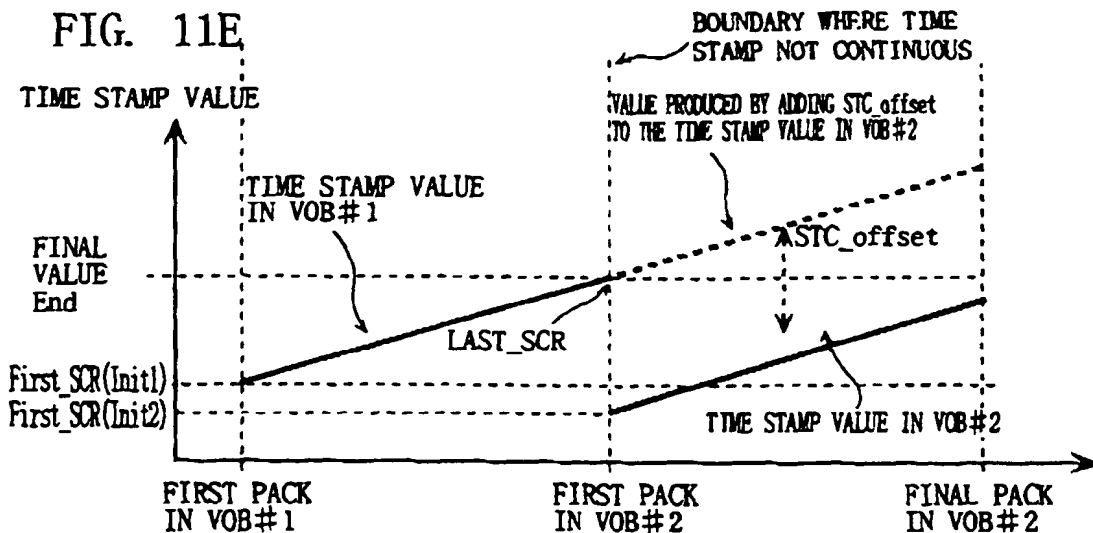 FIG. 11E
BOUNDARY WHERE TIME
STAMP NOT CONTINUOUS
TIME STAMP VALUE
VALUE PRODUCED BY ADDING STC_offset
TO THE TIME STAMP VALUE IN VOB#2
TIME STAMP VALUE
IN VOB#1
STC_offset
FINAL
VALUE
End
LAST_SCR
First_SCR(Init1)
First_SCR(Init2)
TIME STAMP VALUE IN VOB#2
FIRST PACK
IN VOB#1
FIRST PACK
IN VOB#2
FINAL PACK
IN VOB#2